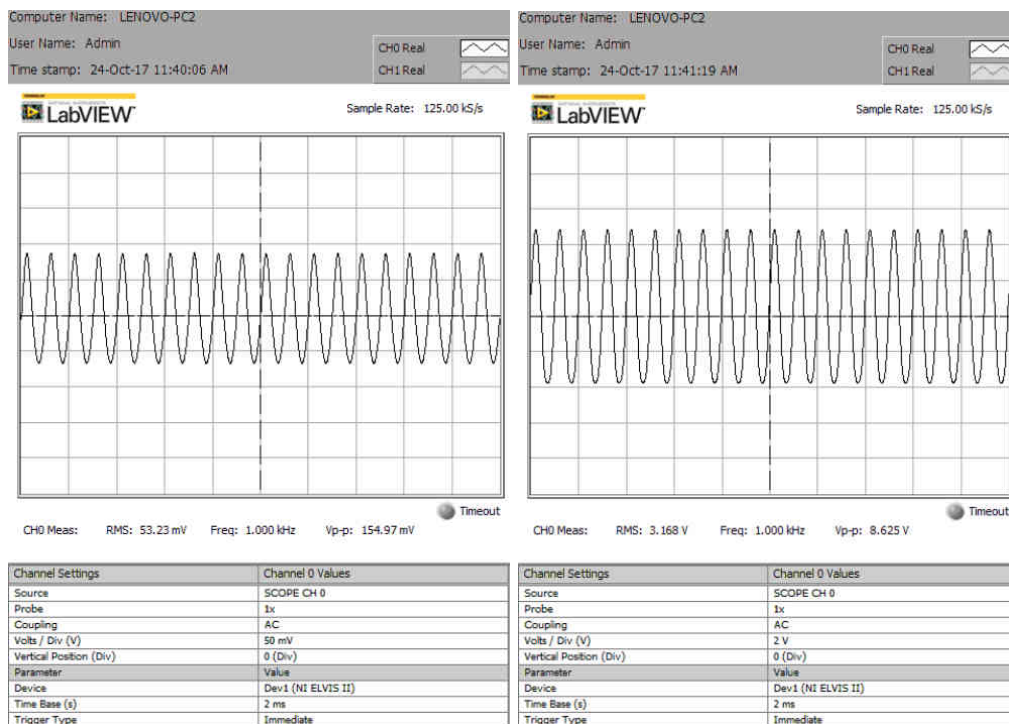 Computer Name: LENOVO-PC2
User Name: Admin
CH0 Real
Time stamp: 24-Oct-17 11:40:06 AM
CH1 Real
LabVIEW
Sample Rate: 125.00 kS/s
Timeout
CH0 Meas: RMS: 53.23 mV Freq: 1.000 kHz Vp-p: 154.97 mV
Channel Settings Channel 0 Values
Source SCOPE CH 0
Probe 1x
Coupling AC
Volts / Div (V) 50 mV
Vertical Position (Div) 0 (Div)
Parameter Value
Device Dev1 (NI ELVIS II)
Time Base (s) 2 ms
Trigger Type Immediate
Computer Name: LENOVO-PC2
User Name: Admin
CH0 Real
Time stamp: 24-Oct-17 11:41:19 AM
CH1 Real
LabVIEW
Sample Rate: 125.00 kS/s
Timeout
CH0 Meas: RMS: 3.168 V Freq: 1.000 kHz Vp-p: 8.625 V
Channel Settings Channel 0 Values
Source SCOPE CH 0
Probe 1x
Coupling AC
Volts / Div (V) 2 V
Vertical Position (Div) 0 (Div)
Parameter Value
Device Dev1 (NI ELVIS II)
Time Base (s) 2 ms
Trigger Type Immediate